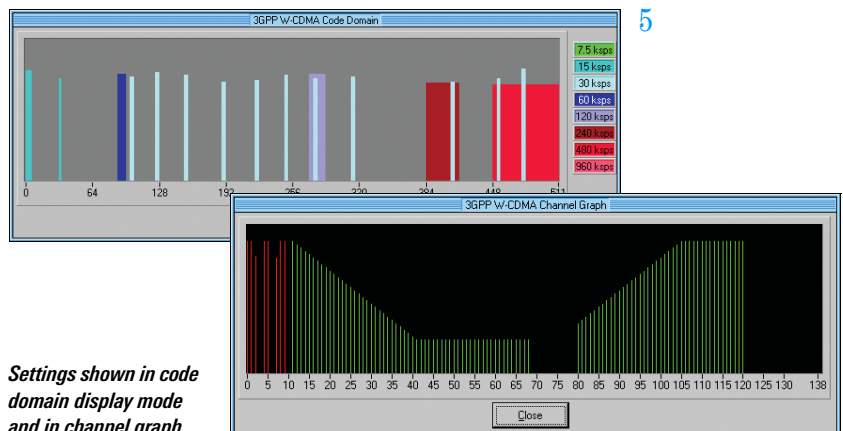 5
3GPP W-CDMA Code Domain
7.5 ksps
15 ksps
30 ksps
60 ksps
120 ksps
240 ksps
480 ksps
960 ksps
0 64 128 192 256 320 384 448 511
3GPP W-CDMA Channel Graph
0 5 10 15 20 25 30 35 40 45 50 55 60 65 70 75 80 85 90 95 100 105 110 115 120 125 130 138
Close
Settings shown in code
domain display mode
and in channel graph